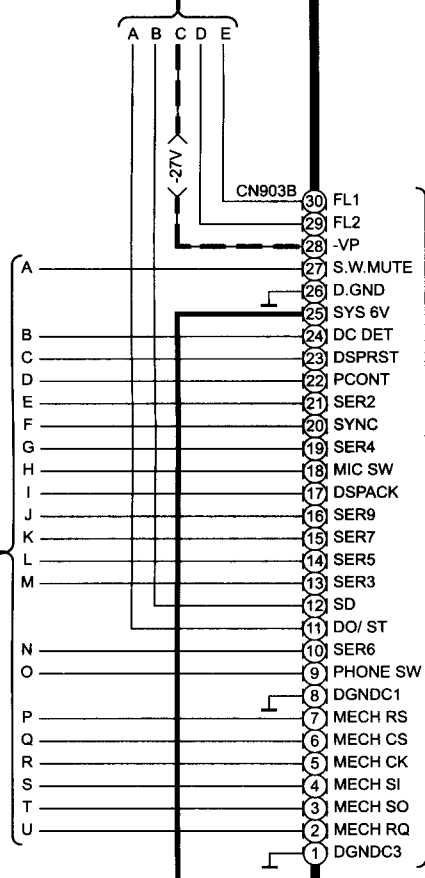 A B C D E
-27V
CN903B
30 FL1
29 FL2
28 -VP
A 27 S.W.MUTE
26 D.GND
25 SYS 6V
B 24 DC DET
C 23 DSPRST
D 22 PCONT
E 21 SER2
F 20 SYNC
G 19 SER4
H 18 MIC SW
I 17 DSPACK
J 16 SER9
K 15 SER7
L 14 SER5
M 13 SER3
12 SD
11 DO/ ST
N 10 SER6
O 9 PHONE SW
8 DGNDC1
P 7 MECH RS
Q 6 MECH CS
R 5 MECH CK
S 4 MECH SI
T 3 MECH SO
U 2 MECH RQ
1 DGNDC3